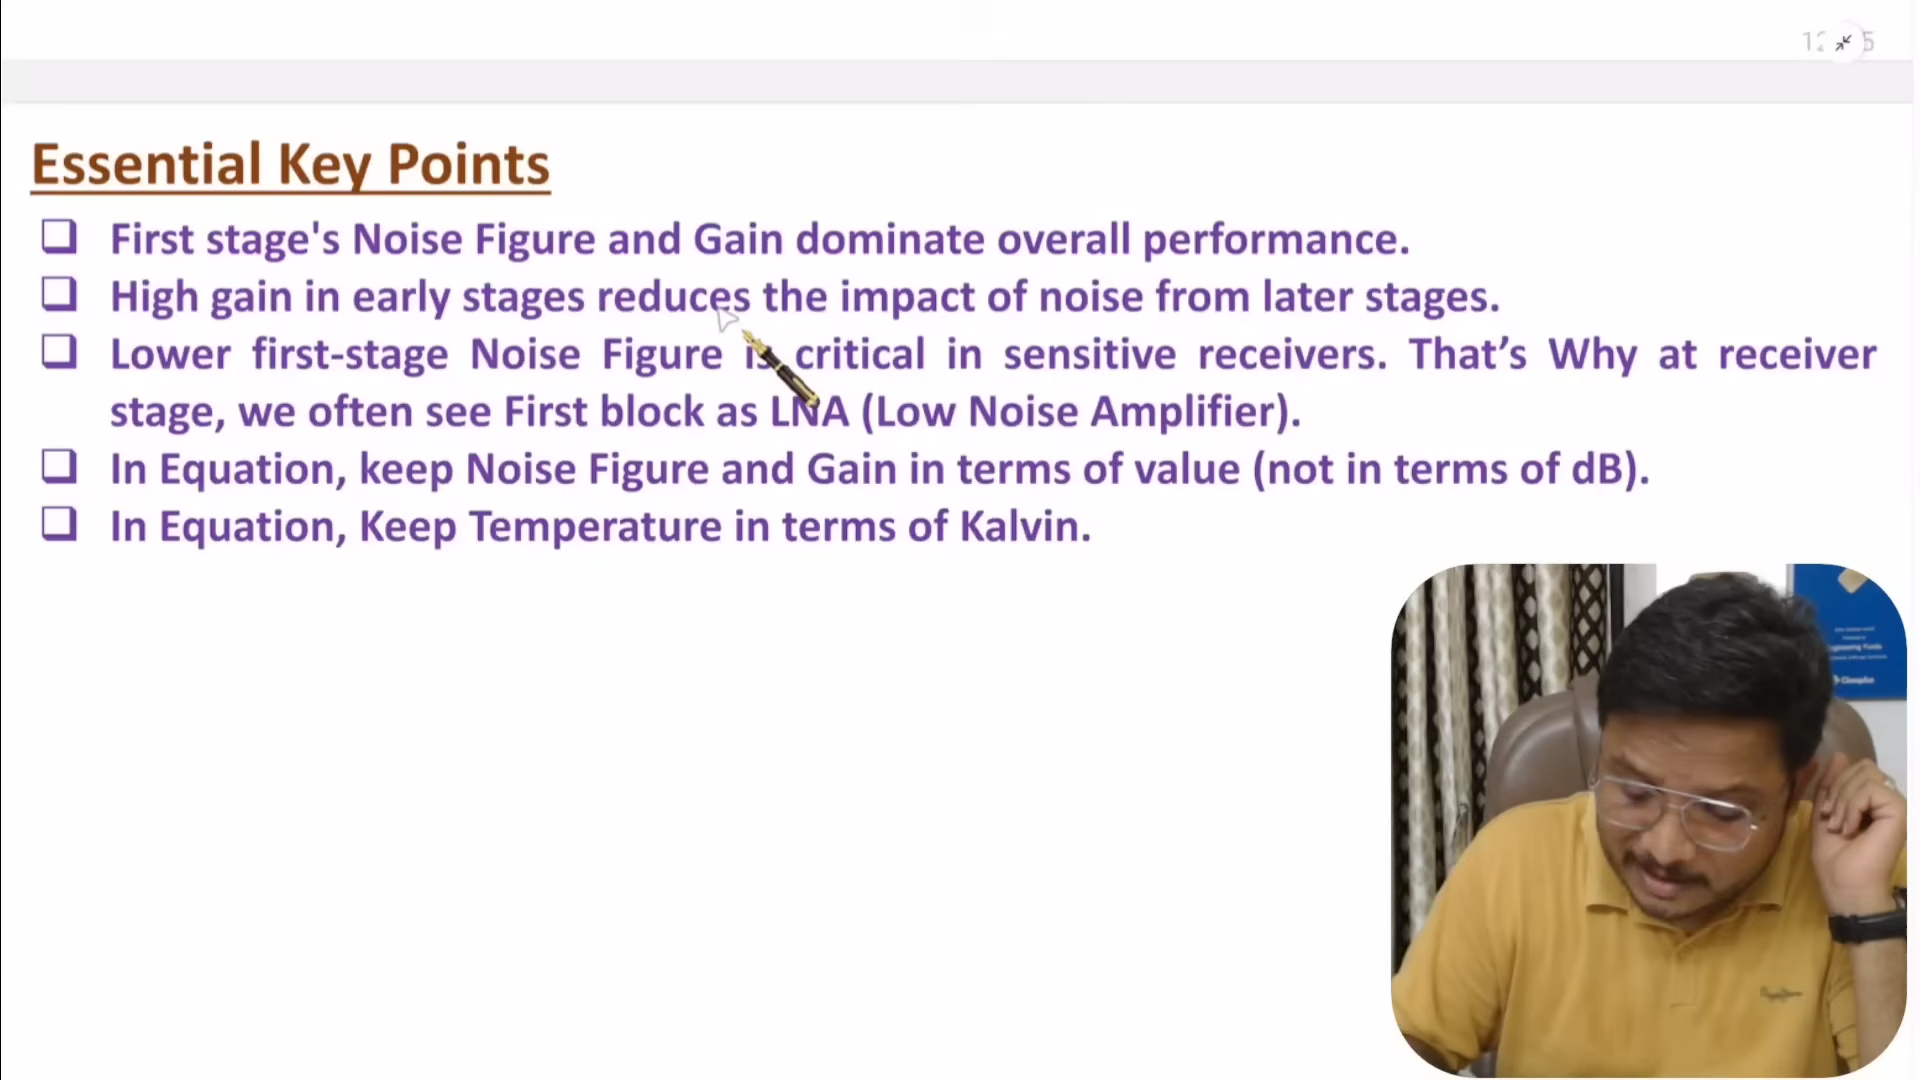 Essential Key Points
❑ First stage's Noise Figure and Gain dominate overall performance.
❑ High gain in early stages reduces the impact of noise from later stages.
❑ Lower first-stage Noise Figure is critical in sensitive receivers. That’s Why at receiver
stage, we often see First block as LNA (Low Noise Amplifier).
❑ In Equation, keep Noise Figure and Gain in terms of value (not in terms of dB).
❑ In Equation, Keep Temperature in terms of Kalvin.